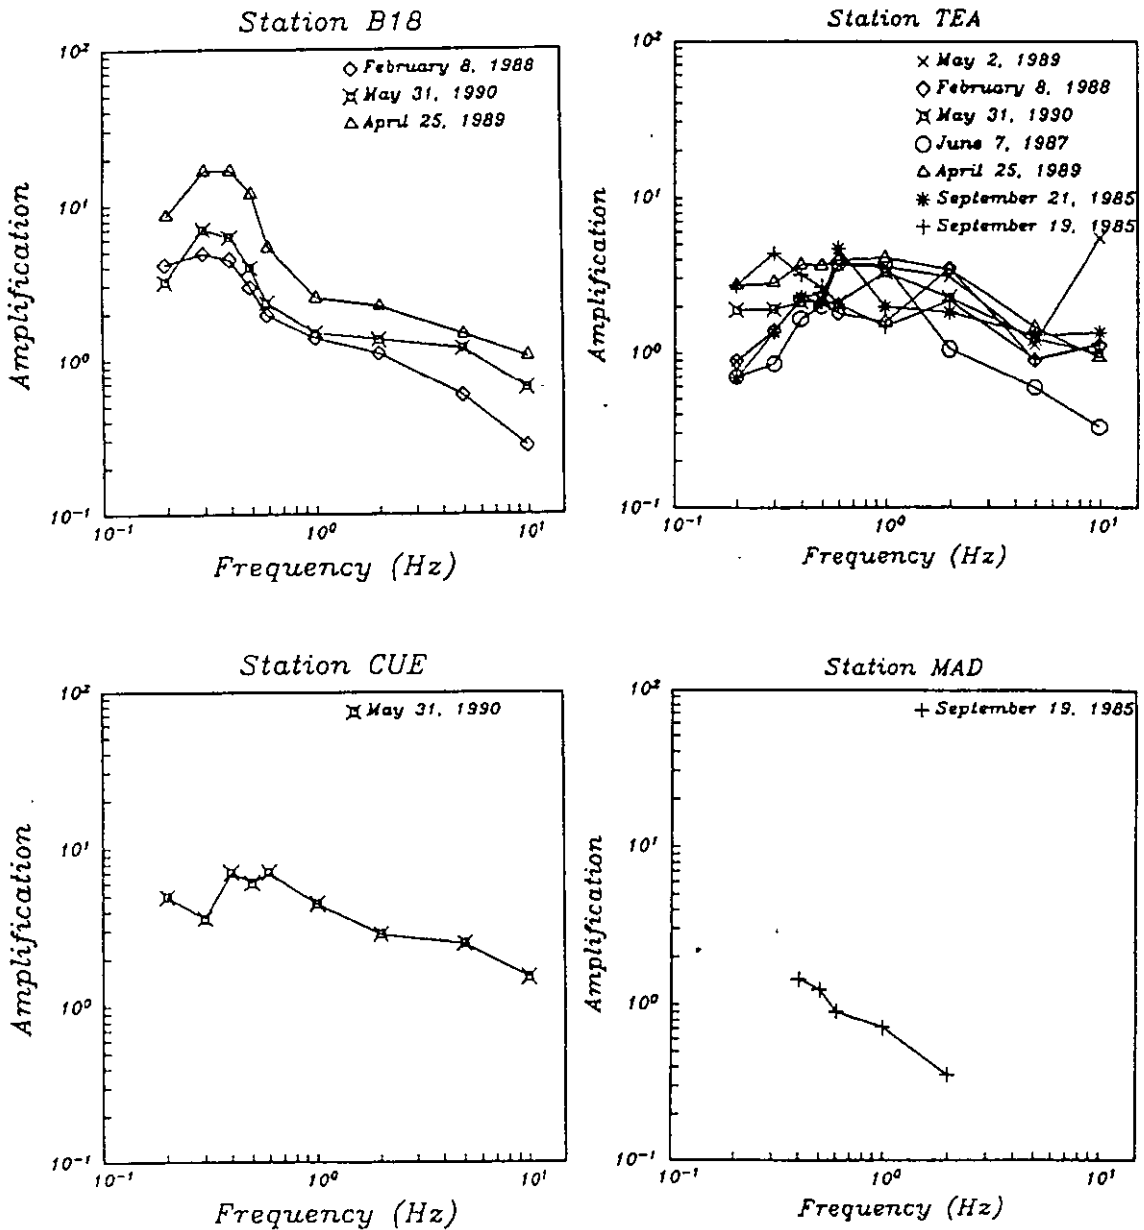 Station B18
10²
10¹
10⁰
10⁻¹
Amplification
◇ February 8, 1988
¤ May 31, 1990
△ April 25, 1989
10⁻¹
10⁰
10¹
Frequency (Hz)
Station TEA
10²
10¹
10⁰
10⁻¹
Amplification
× May 2, 1989
◇ February 8, 1988
¤ May 31, 1990
○ June 7, 1987
△ April 25, 1989
* September 21, 1985
+ September 19, 1985
10⁻¹
10⁰
10¹
Frequency (Hz)
Station CUE
10²
10¹
10⁰
10⁻¹
Amplification
¤ May 31, 1990
10⁻¹
10⁰
10¹
Frequency (Hz)
Station MAD
10²
10¹
10⁰
10⁻¹
Amplification
+ September 19, 1985
10⁻¹
10⁰
10¹
Frequency (Hz)